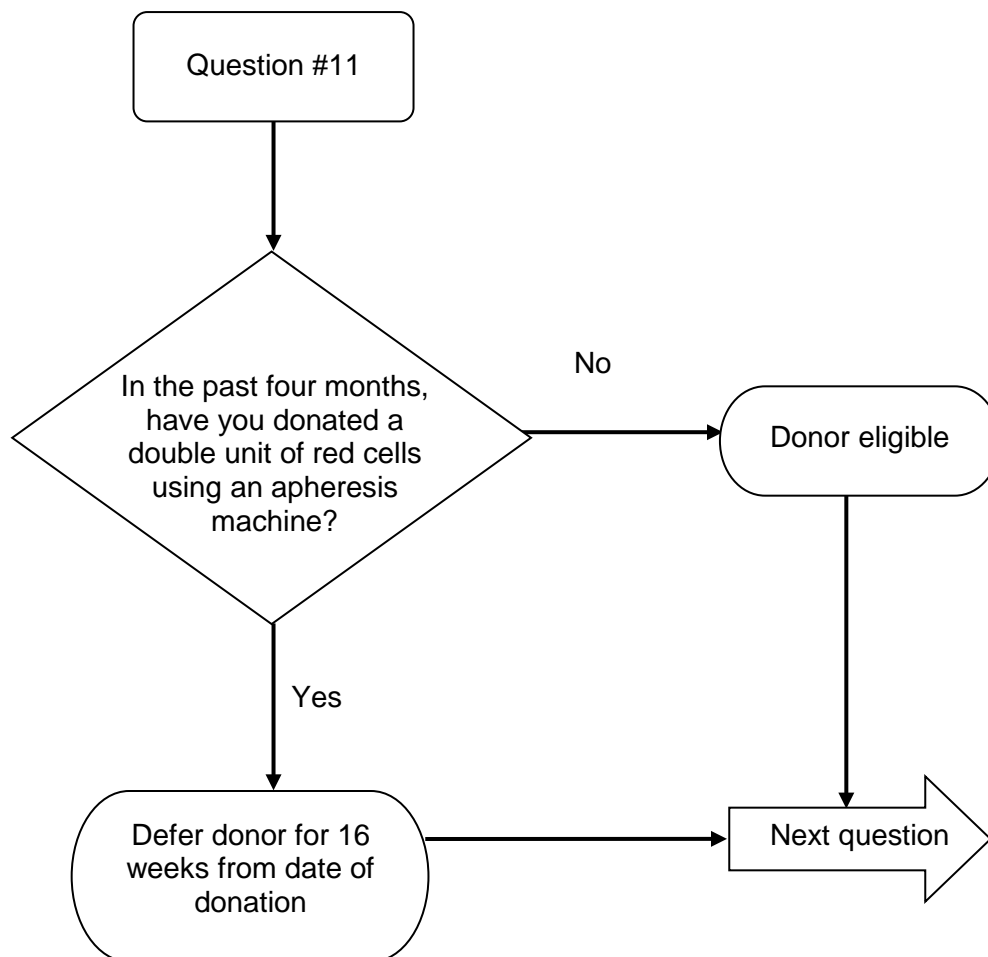 Question #11
In the past four months,
have you donated a
double unit of red cells
using an apheresis
machine?
No
Donor eligible
Yes
Defer donor for 16
weeks from date of
donation
Next question